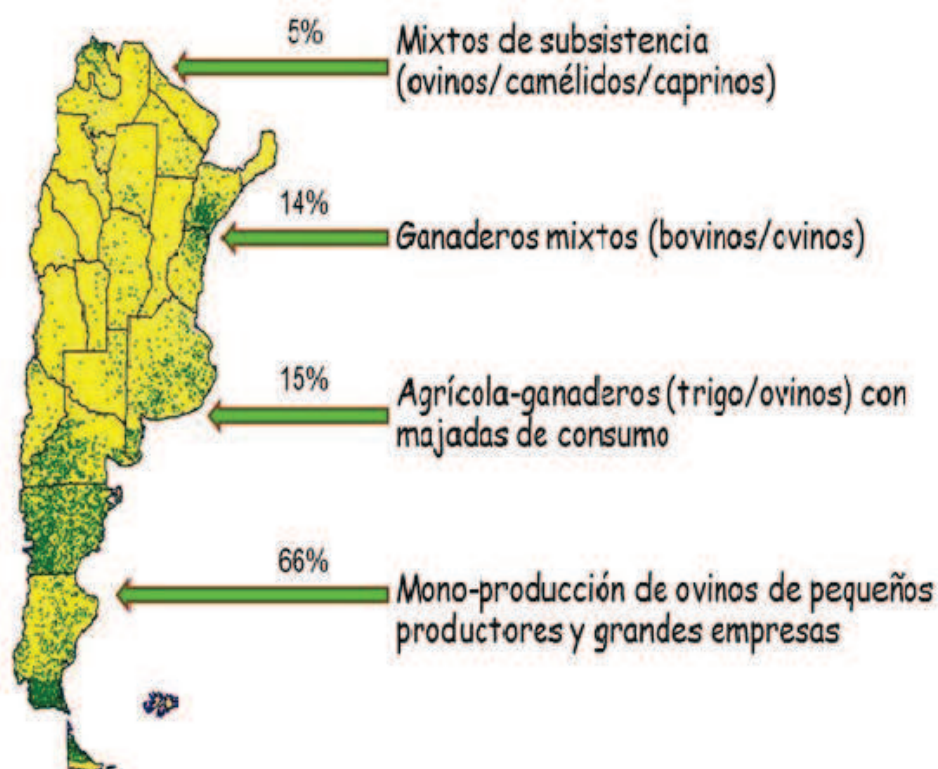 5%
Mixtos de subsistencia
(ovinos/camélidos/caprinos)
14%
Ganaderos mixtos (bovinos/ovinos)
15%
Agrícola-ganaderos (trigo/ovinos) con
majadas de consumo
66%
Mono-producción de ovinos de pequeños
productores y grandes empresas